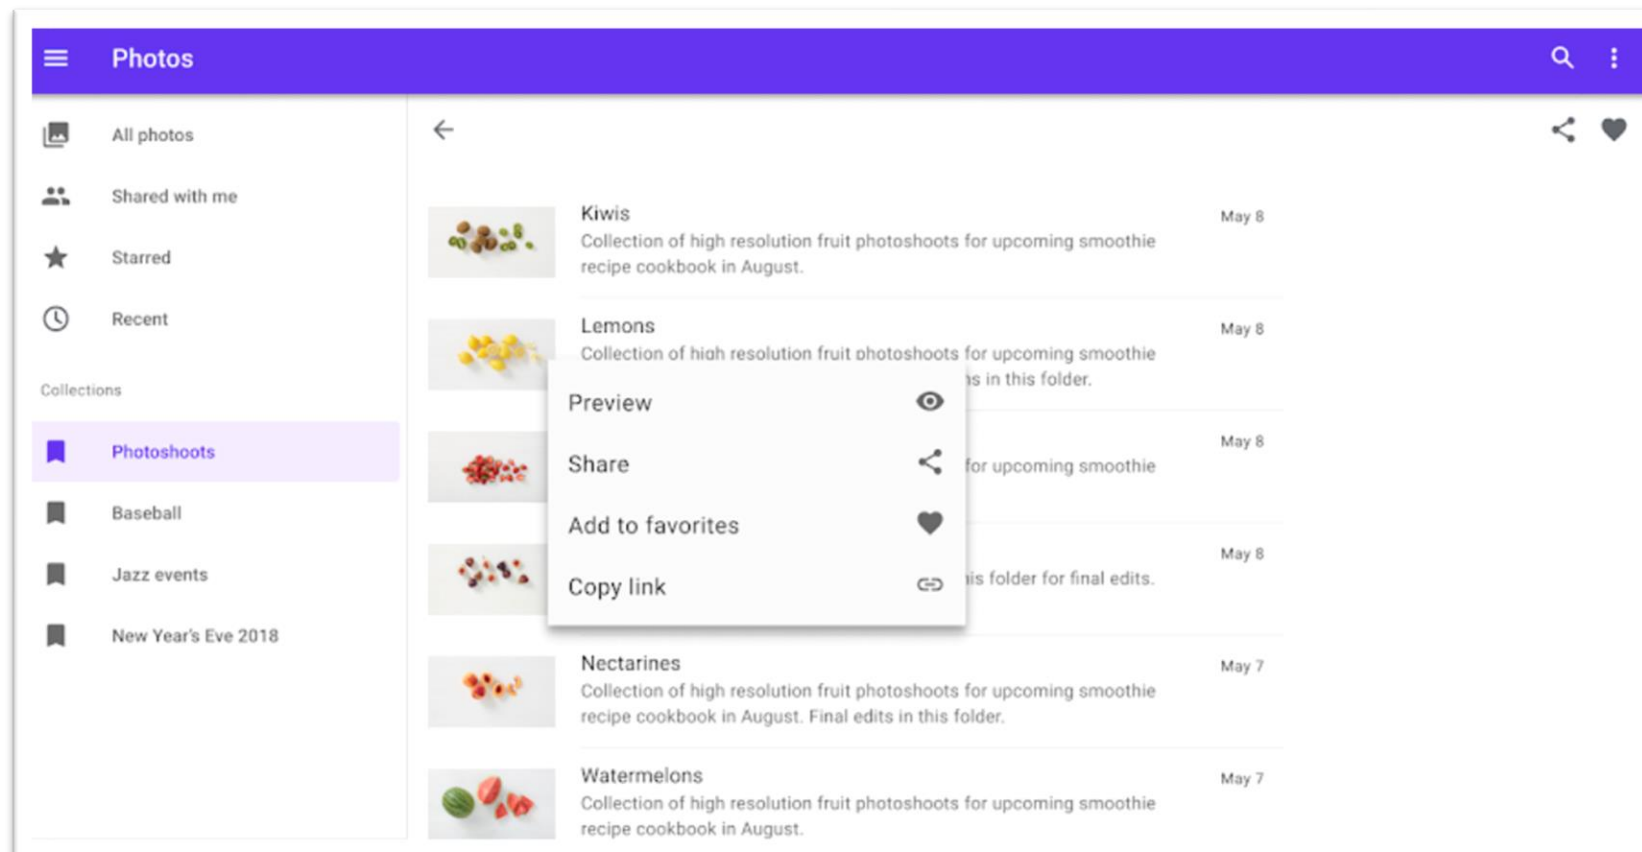 Photos
All photos
Shared with me
Starred
Recent
Collections
Photoshoots
Baseball
Jazz events
New Year's Eve 2018
Kiwis
May 8
Collection of high resolution fruit photoshoots for upcoming smoothie
recipe cookbook in August.
Lemons
May 8
Collection of high resolution fruit photoshoots for upcoming smoothie
in this folder.
May 8
for upcoming smoothie
May 8
folder for final edits.
Preview
Share
Add to favorites
Copy link
Nectarines
May 7
Collection of high resolution fruit photoshoots for upcoming smoothie
recipe cookbook in August. Final edits in this folder.
Watermelons
May 7
Collection of high resolution fruit photoshoots for upcoming smoothie
recipe cookbook in August.